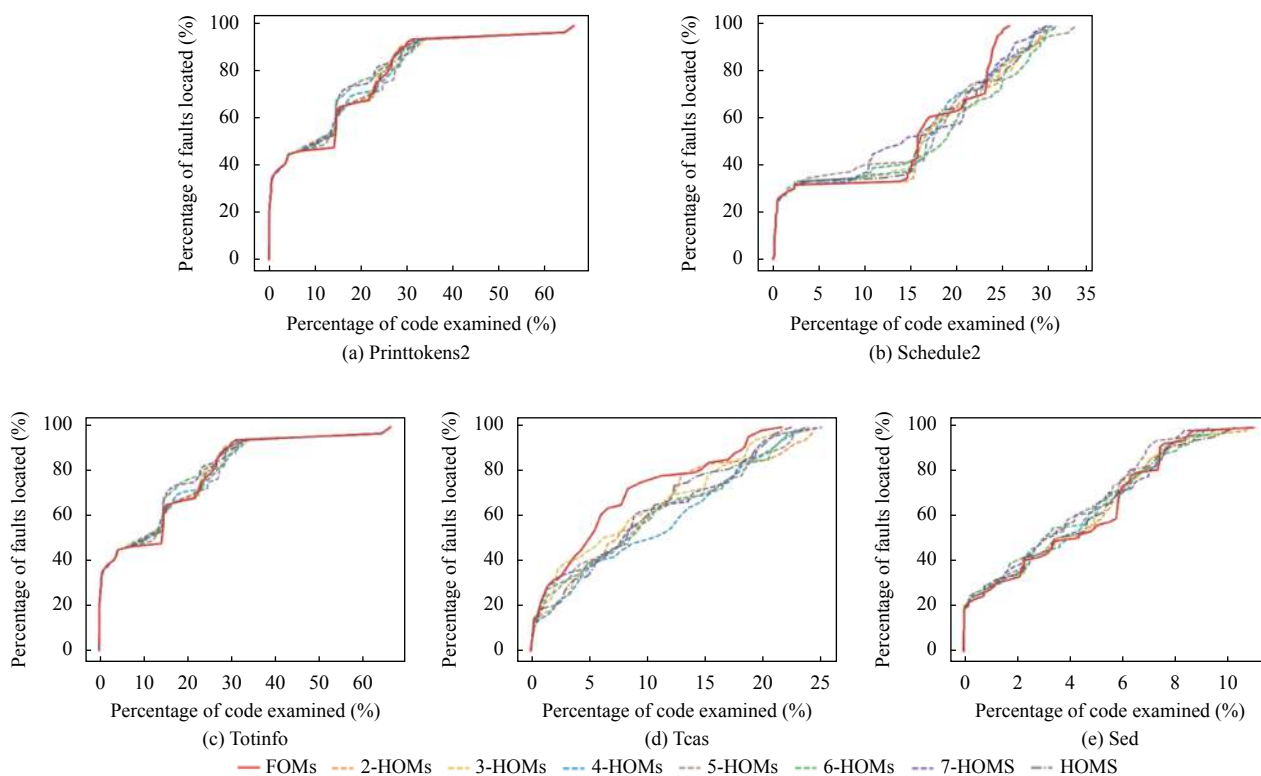 Percentage of faults located (%)
100
80
60
40
20
0
0 10 20 30 40 50 60
Percentage of code examined (%)
(a) Printtokens2
Percentage of faults located (%)
100
80
60
40
20
0
0 5 10 15 20 25 30 35
Percentage of code examined (%)
(b) Schedule2
Percentage of faults located (%)
100
80
60
40
20
0
0 10 20 30 40 50 60
Percentage of code examined (%)
(c) Totinfo
Percentage of faults located (%)
100
80
60
40
20
0
0 5 10 15 20 25
Percentage of code examined (%)
(d) Tcas
Percentage of faults located (%)
100
80
60
40
20
0
0 2 4 6 8 10
Percentage of code examined (%)
(e) Sed
FOMs 2-HOMs 3-HOMs 4-HOMs 5-HOMs 6-HOMs 7-HOMS HOMS